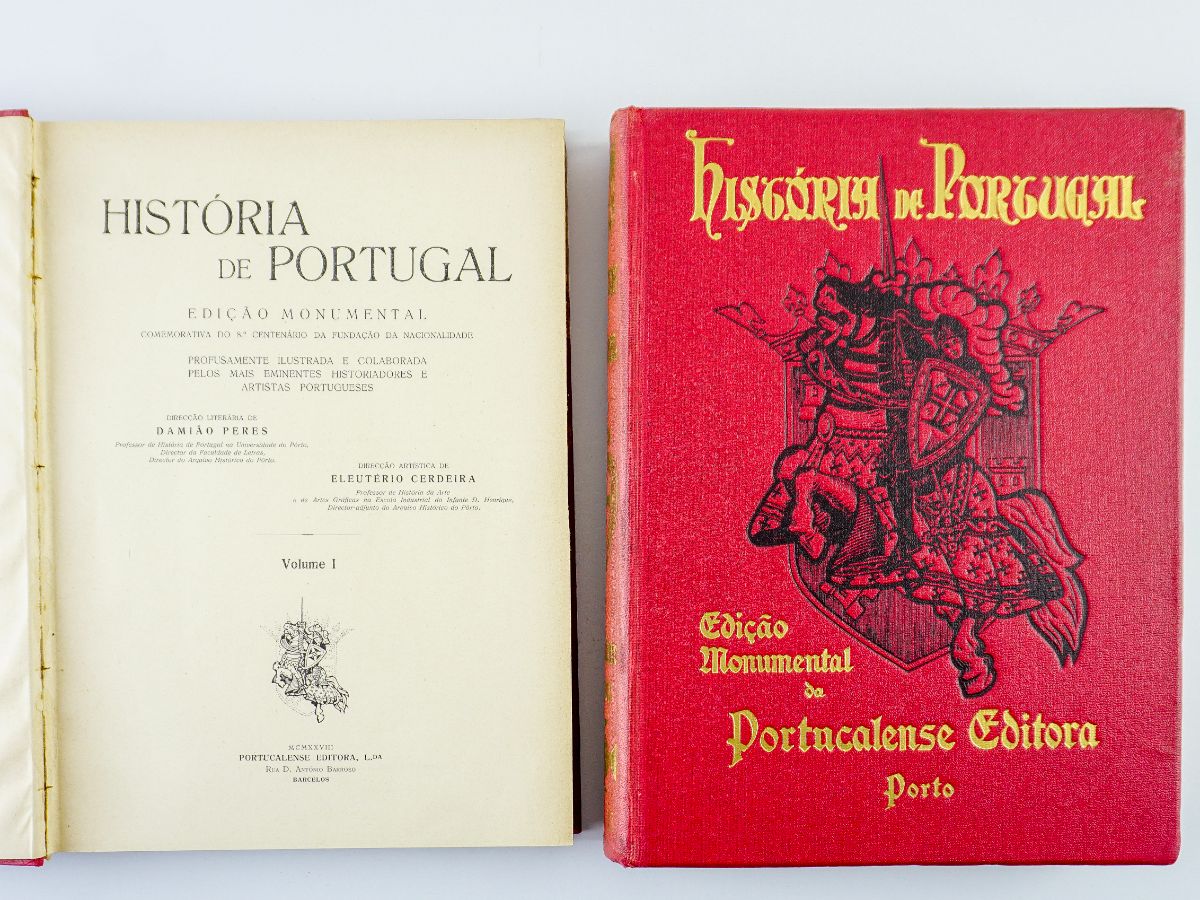 HISTÓRIA
DE PORTUGAL
EDIÇÃO MONUMENTAL
COMEMORATIVA DO 8.º CENTENÁRIO DA FUNDAÇÃO DA NACIONALIDADE
PROFUSAMENTE ILUSTRADA E COLABORADA
PELOS MAIS EMINENTES HISTORIADORES E
ARTISTAS PORTUGUESES
DIRECÇÃO LITERÁRIA DE
DAMIÃO PERES
Professor de História de Portugal na Universidade do Pôrto,
Director da Faculdade de Letras,
Director do Arquivo Histórico do Pôrto.
DIRECÇÃO ARTÍSTICA DE
ELEUTÉRIO CERDEIRA
Professor de História da Arte
e de Artes Gráficas na Escola Industrial do Infante D. Henrique,
Director-adjunto do Arquivo Histórico do Pôrto.
Volume I
MCMXXVIII
PORTUCALENSE EDITORA, L.DA
RUA D. ANTÓNIO BARROSO
BARCELOS
HISTÓRIA DE PORTUGAL
Edição
Monumental
da
Portucalense Editora
Porto